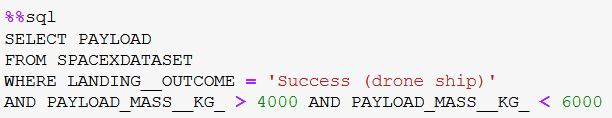 %%sql
SELECT PAYLOAD
FROM SPACEXDATASET
WHERE LANDING__OUTCOME = 'Success (drone ship)'
AND PAYLOAD_MASS__KG_ > 4000 AND PAYLOAD_MASS__KG_ < 6000